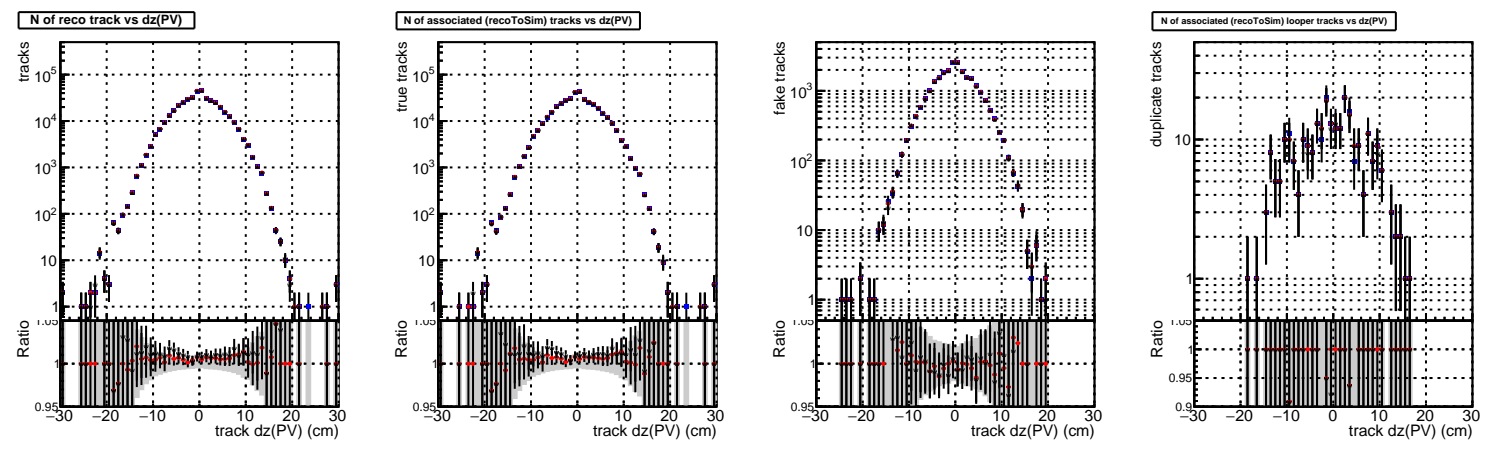 N of reco track vs dz(PV)
tracks
10⁵
10⁴
10³
10²
10
1
1.05
Ratio
1
0.95
−30 −20 −10 0 10 20 30
track dz(PV) (cm)
N of associated (recoToSim) tracks vs dz(PV)
true tracks
10⁵
10⁴
10³
10²
10
1
1.05
Ratio
1
0.95
−30 −20 −10 0 10 20 30
track dz(PV) (cm)
fake tracks
10³
10²
10
1
1.05
Ratio
1
0.95
−30 −20 −10 0 10 20 30
track dz(PV) (cm)
N of associated (recoToSim) looper tracks vs dz(PV)
duplicate tracks
10
1
1.05
Ratio
1
0.95
0.9
−30 −20 −10 0 10 20 30
track dz(PV) (cm)